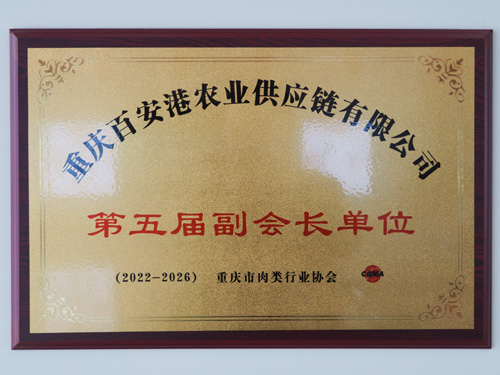 重庆百安港农业供应链有限公司
第五届副会长单位
(2022-2026) 重庆市肉类行业协会 CQMA